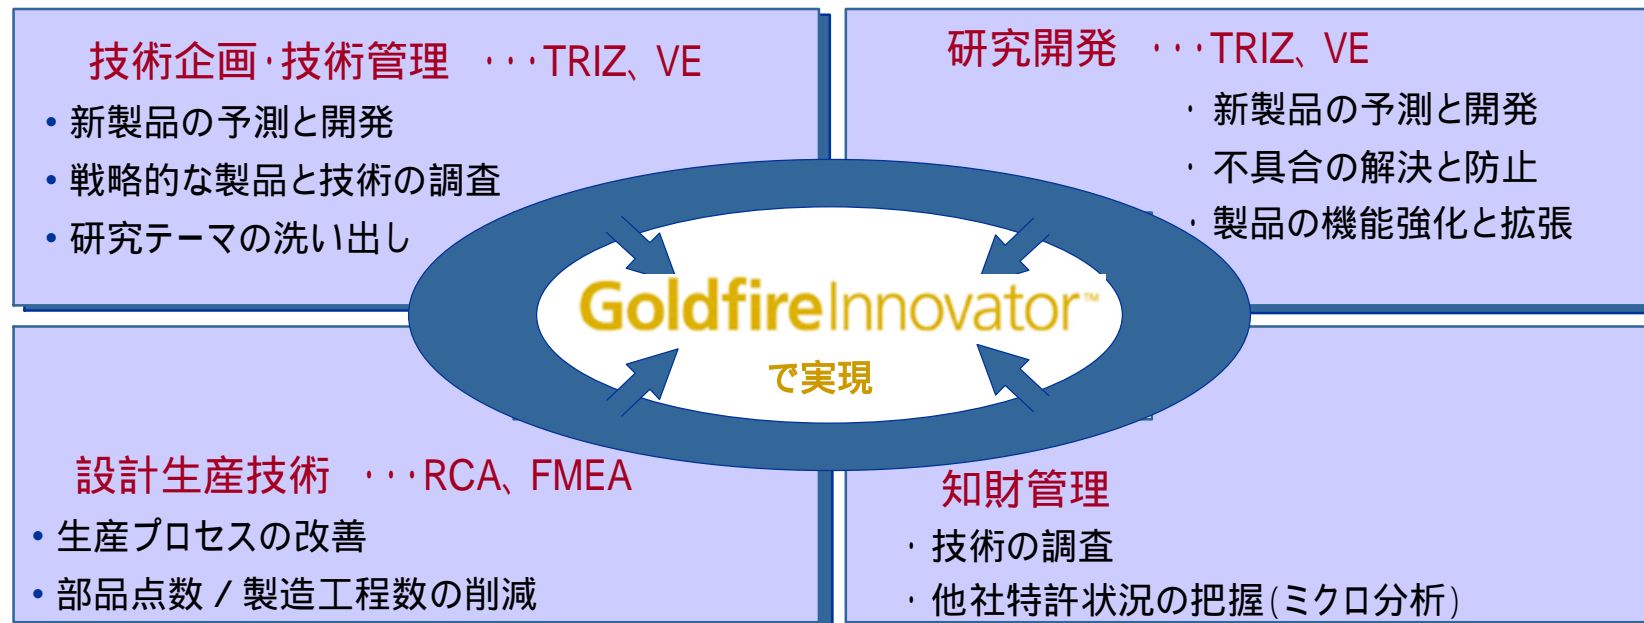 技術企画・技術管理 ・・・TRIZ、VE
• 新製品の予測と開発
• 戦略的な製品と技術の調査
• 研究テーマの洗い出し
研究開発 ・・・TRIZ、VE
・ 新製品の予測と開発
・ 不具合の解決と防止
・ 製品の機能強化と拡張
GoldfireInnovator™
で実現
設計生産技術 ・・・RCA、FMEA
• 生産プロセスの改善
• 部品点数／製造工程数の削減
知財管理
・ 技術の調査
・ 他社特許状況の把握(ミクロ分析)